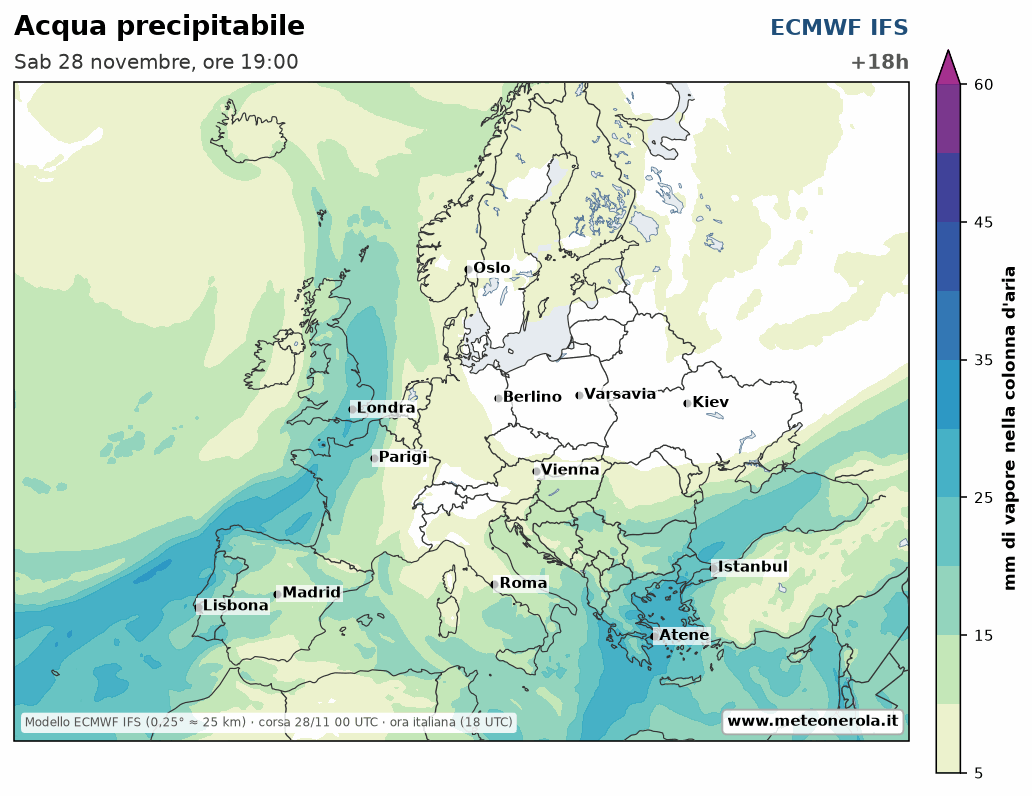 Acqua precipitabile
ECMWF IFS
Sab 28 novembre, ore 19:00
+18h
60
45
35
25
15
5
mm di vapore nella colonna d'aria
Oslo
Berlino
Varsavia
Kiev
Londra
Parigi
Vienna
Istanbul
Roma
Madrid
Lisbona
Atene
Modello ECMWF IFS (0,25° ≈ 25 km) · corsa 28/11 00 UTC · ora italiana (18 UTC)
www.meteonerola.it